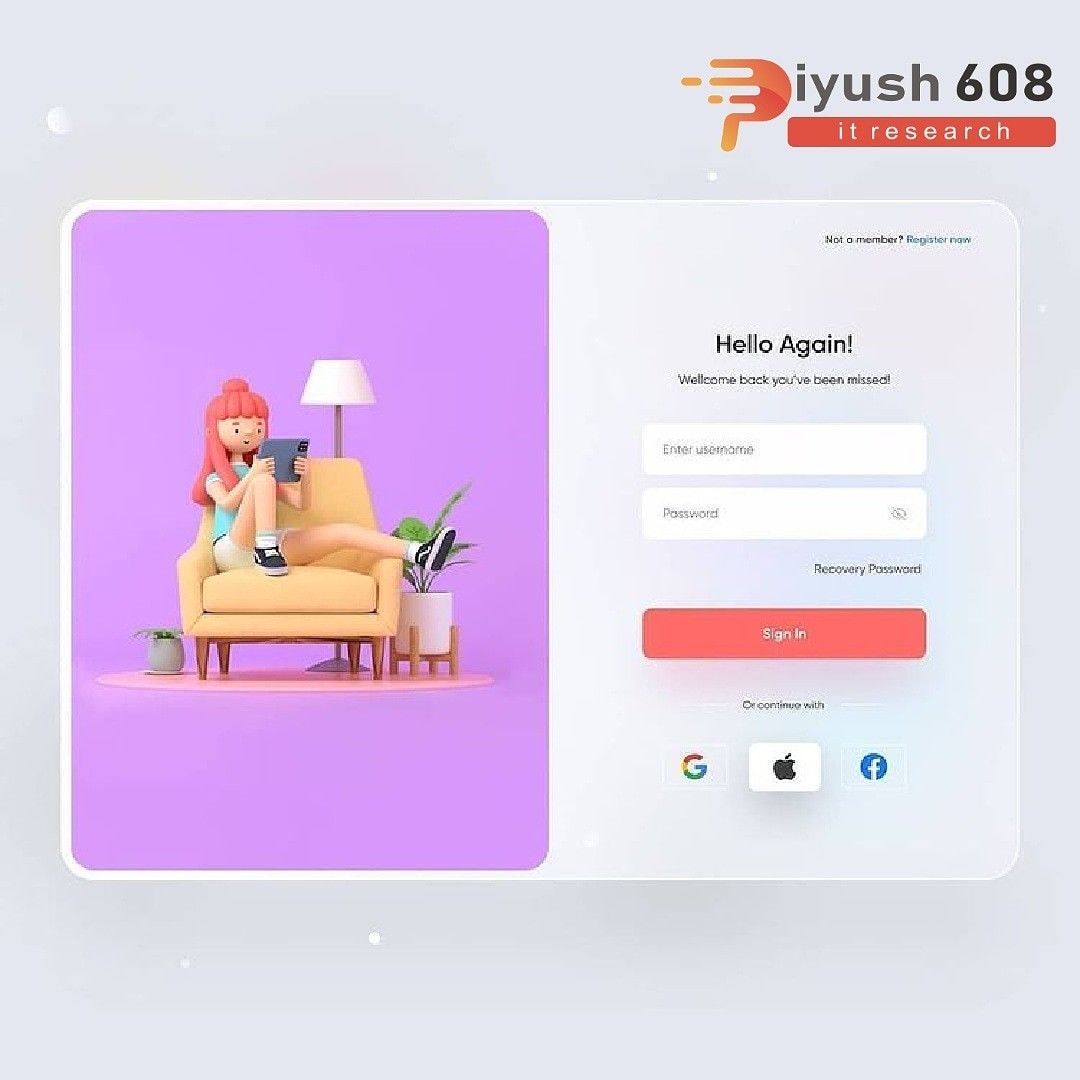 Piyush 608
it research
Not a member? Register now
Hello Again!
Wellcome back you've been missed!
Enter username
Password
Recovery Password
Sign In
Or continue with